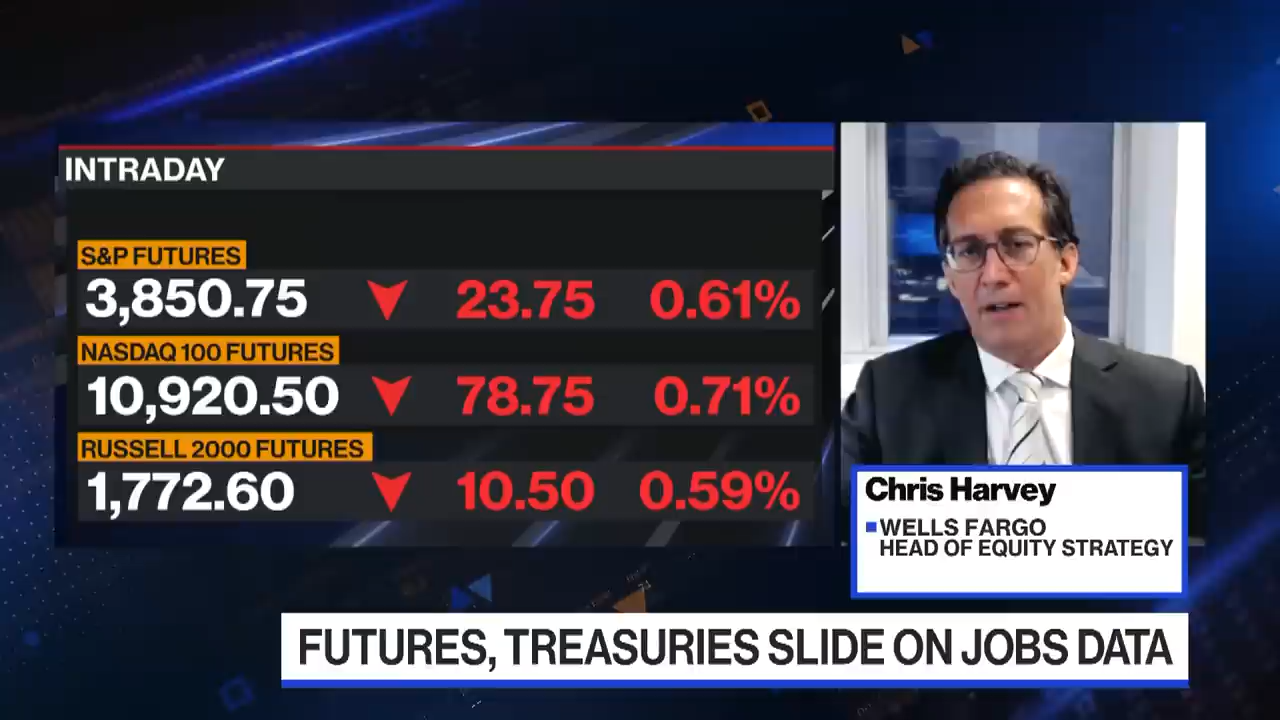 INTRADAY
S&P FUTURES
3,850.75 23.75 0.61%
NASDAQ 100 FUTURES
10,920.50 78.75 0.71%
RUSSELL 2000 FUTURES
1,772.60 10.50 0.59%
Chris Harvey
WELLS FARGO
HEAD OF EQUITY STRATEGY
FUTURES, TREASURIES SLIDE ON JOBS DATA